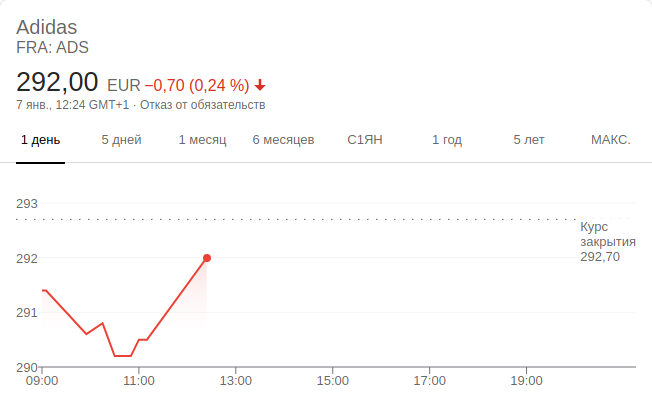 Adidas
FRA: ADS
292,00 EUR −0,70 (0,24 %)
7 янв., 12:24 GMT+1 · Отказ от обязательств
1 день 5 дней 1 месяц 6 месяцев С1ЯН 1 год 5 лет МАКС.
293
Курс
закрытия
292,70
292
291
290
09:00 11:00 13:00 15:00 17:00 19:00